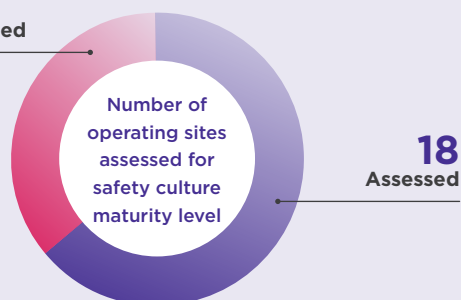 ed
Number of
operating sites
assessed for
safety culture
maturity level
18
Assessed